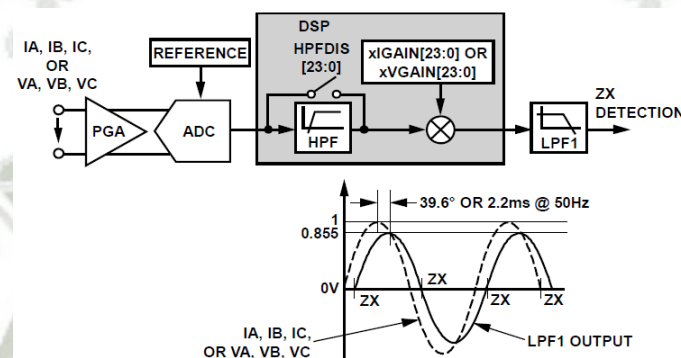 IA, IB, IC,
OR
VA, VB, VC
REFERENCE
PGA
ADC
DSP
HPFDIS
[23:0]
HPF
xIGAIN[23:0] OR
xVGAIN[23:0]
LPF1
ZX
DETECTION
39.6° OR 2.2ms @ 50Hz
1
0.855
0V
ZX
ZX
ZX
ZX
IA, IB, IC,
OR VA, VB, VC
LPF1 OUTPUT